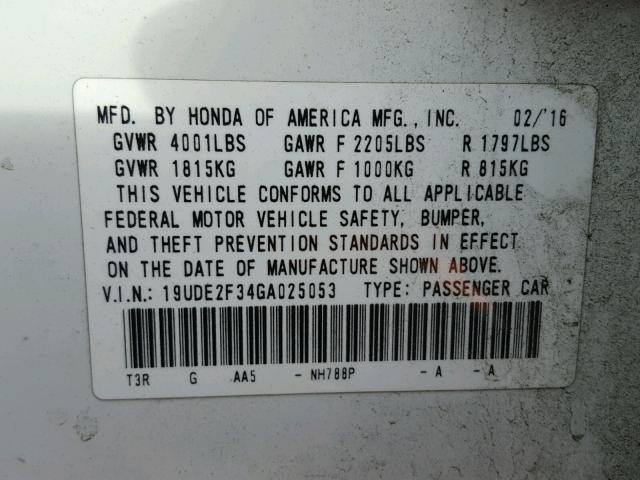 MFD. BY HONDA OF AMERICA MFG., INC. 02/'16
GVWR 4001LBS GAWR F 2205LBS R 1797LBS
GVWR 1815KG GAWR F 1000KG R 815KG
THIS VEHICLE CONFORMS TO ALL APPLICABLE
FEDERAL MOTOR VEHICLE SAFETY, BUMPER,
AND THEFT PREVENTION STANDARDS IN EFFECT
ON THE DATE OF MANUFACTURE SHOWN ABOVE.
V.I.N.: 19UDE2F34GA025053 TYPE: PASSENGER CAR
T3R G AA5 - NH788P - A - A